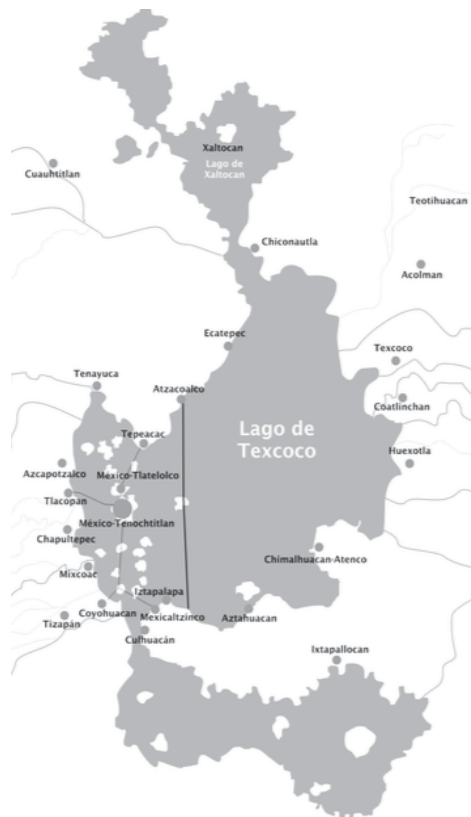 Xaltocan
Lago de
Xaltocan
Cuauhtitlan
Teotihuacan
Chiconautla
Acolman
Ecatepec
Texcoco
Tenayuca
Atzacoalco
Coatlinchan
Lago de
Texcoco
Tepeacac
Huexotla
Azcapotzalco
México-Tlatelolco
Tlacopan
México-Tenochtitlan
Chapultepec
Chimalhuacan-Atenco
Mixcoac
Iztapalapa
Coyohuacan
Mexicaltzinco
Aztahuacan
Tizapán
Culhuacán
Ixtapallocan